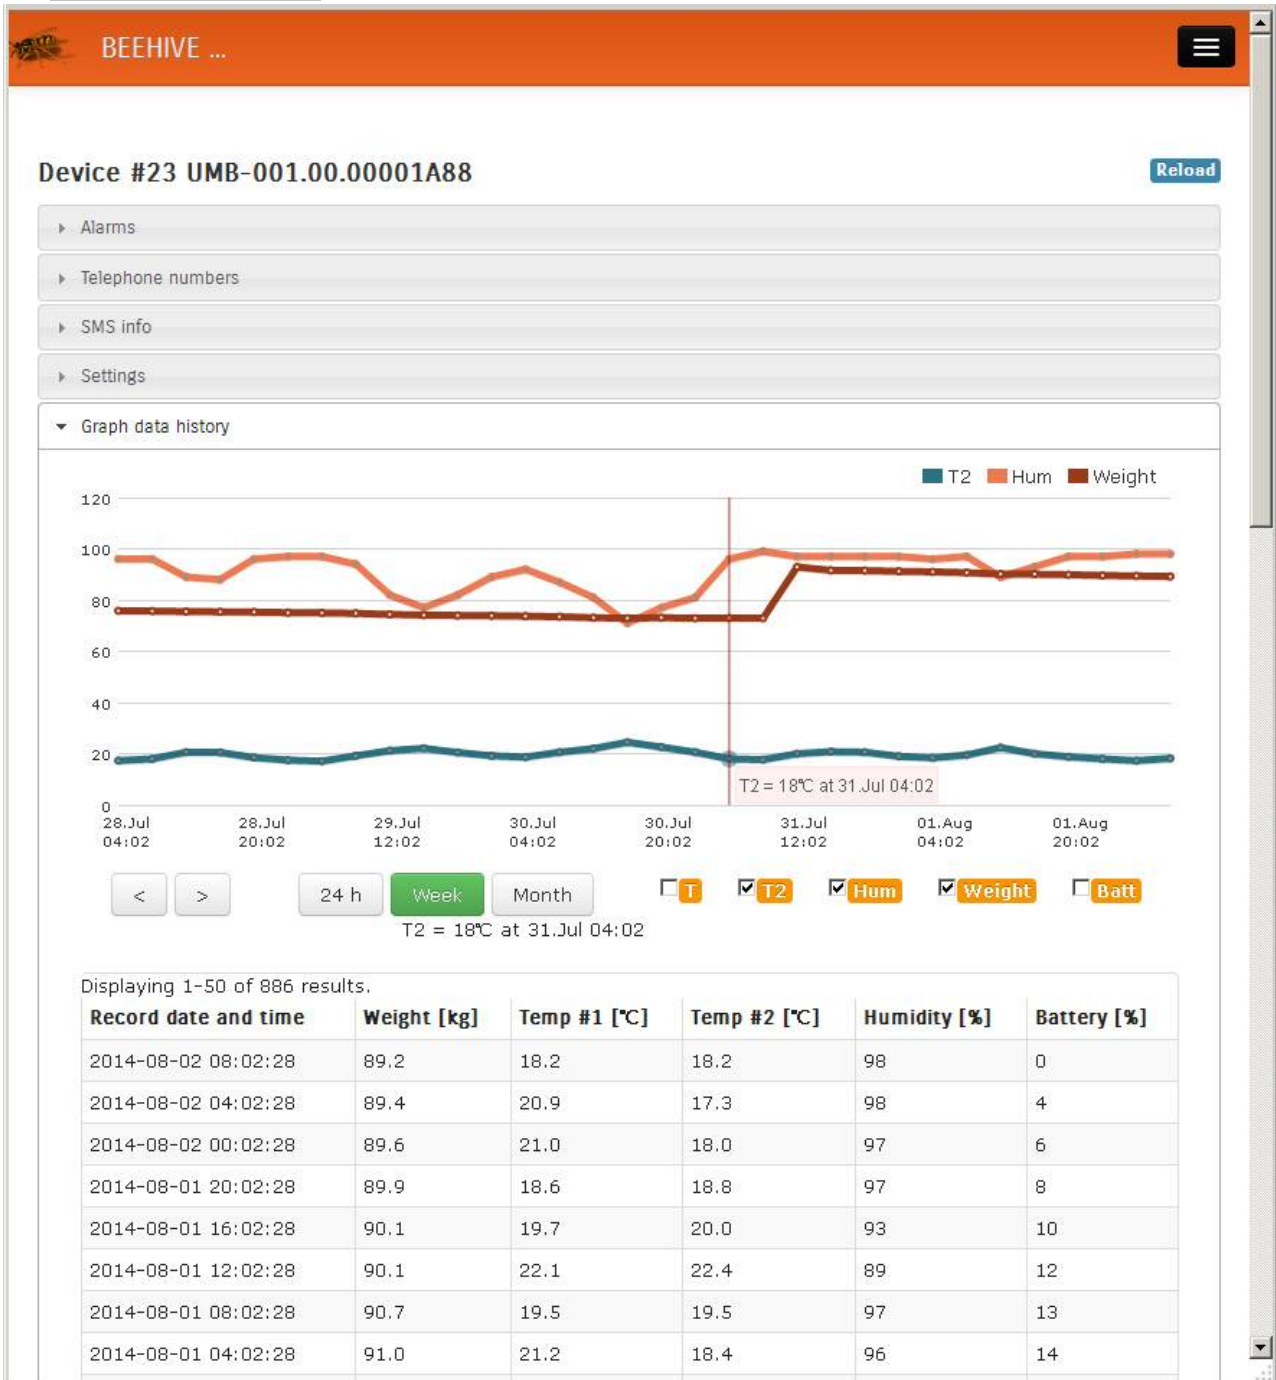 BEEHIVE ...
Device #23 UMB-001.00.00001A88 Reload
Alarms
Telephone numbers
SMS info
Settings
Graph data history
T2 Hum Weight
120
100
80
60
40
20
0
T2 = 18℃ at 31.Jul 04:02
28.Jul 28.Jul 29.Jul 30.Jul 30.Jul 31.Jul 01.Aug 01.Aug
04:02 20:02 12:02 04:02 20:02 12:02 04:02 20:02
< > 24 h Week Month T T2 Hum Weight Batt
T2 = 18℃ at 31.Jul 04:02
Displaying 1-50 of 886 results.
Record date and time Weight [kg] Temp #1 [℃] Temp #2 [℃] Humidity [%] Battery [%]
2014-08-02 08:02:28 89.2 18.2 18.2 98 0
2014-08-02 04:02:28 89.4 20.9 17.3 98 4
2014-08-02 00:02:28 89.6 21.0 18.0 97 6
2014-08-01 20:02:28 89.9 18.6 18.8 97 8
2014-08-01 16:02:28 90.1 19.7 20.0 93 10
2014-08-01 12:02:28 90.1 22.1 22.4 89 12
2014-08-01 08:02:28 90.7 19.5 19.5 97 13
2014-08-01 04:02:28 91.0 21.2 18.4 96 14